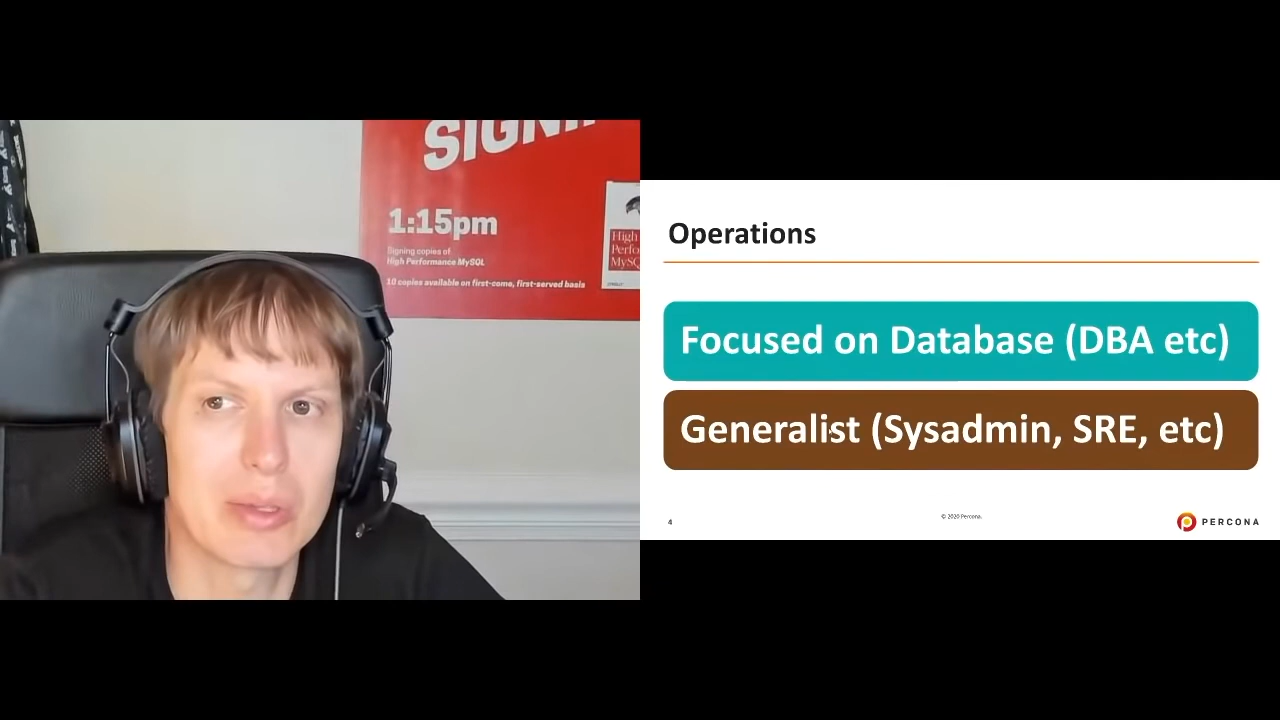 SIGNI
1:15pm
Signing copies of
High Performance MySQL
10 copies available on first-come, first-served basis
High
Perfo
MySQ
Operations
Focused on Database (DBA etc)
Generalist (Sysadmin, SRE, etc)
4
© 2020 Percona.
PERCONA